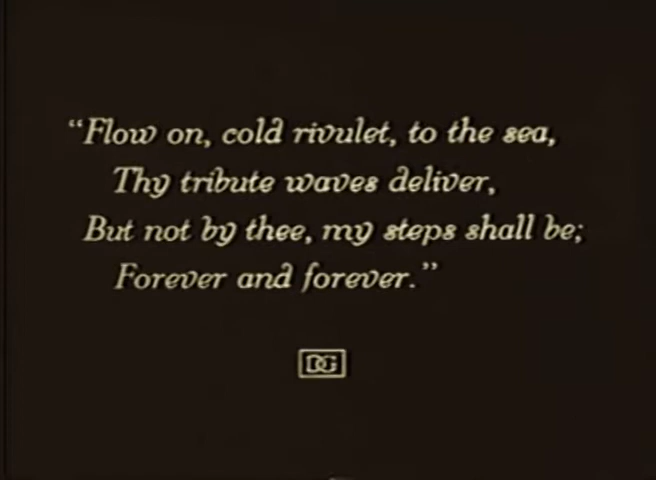 “Flow on, cold rivulet, to the sea,
Thy tribute waves deliver,
But not by thee, my steps shall be;
Forever and forever.”
DG